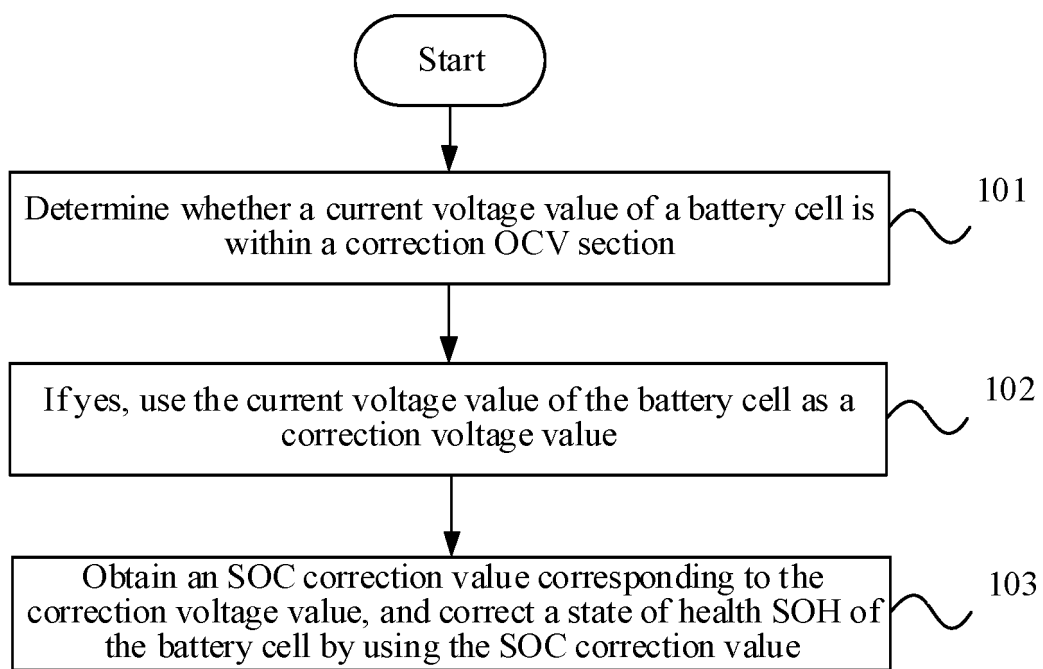 Start
Determine whether a current voltage value of a battery cell is
within a correction OCV section
101
If yes, use the current voltage value of the battery cell as a
correction voltage value
102
Obtain an SOC correction value corresponding to the
correction voltage value, and correct a state of health SOH of
the battery cell by using the SOC correction value
103